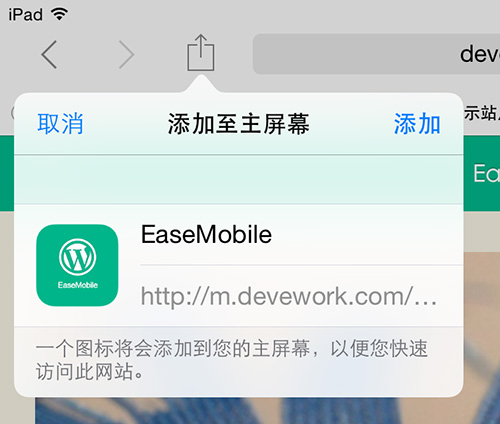 iPad
deve
取消
添加至主屏幕
添加
示站
Ea
EaseMobile
EaseMobile
http://m.devework.com/…
一个图标将会添加到您的主屏幕，以便您快速
访问此网站。